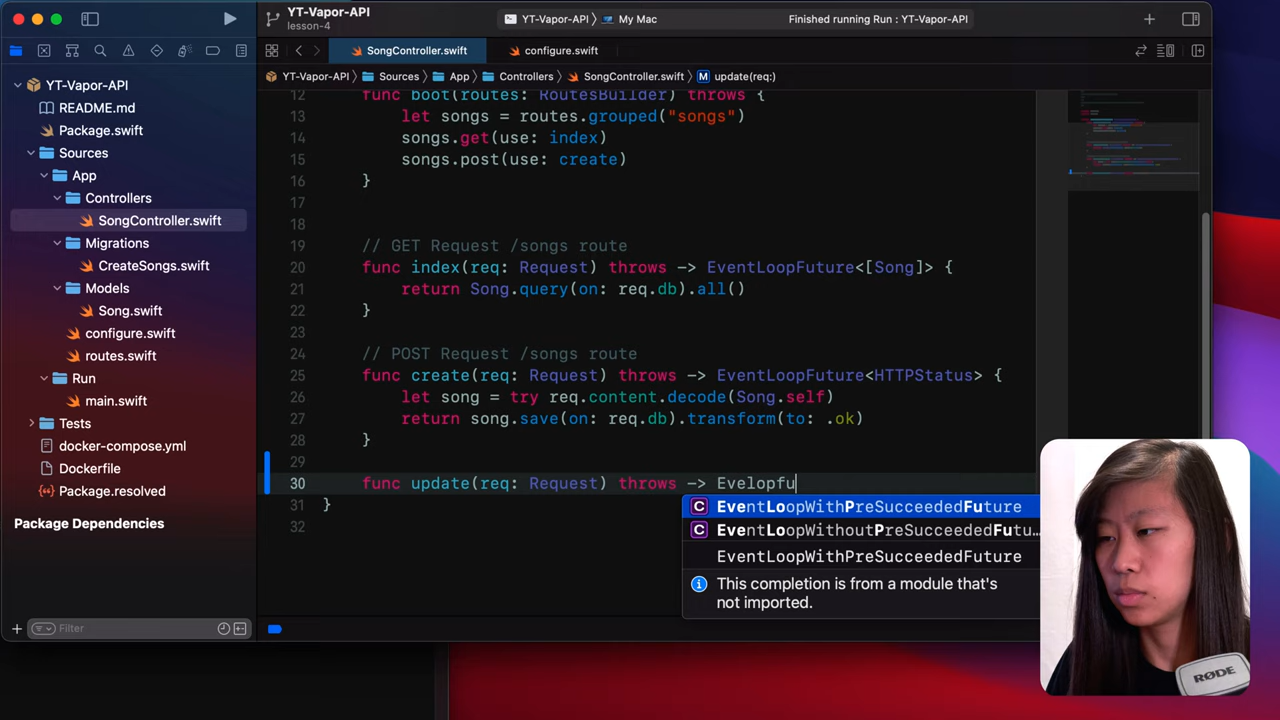 YT-Vapor-API
lesson-4
YT-Vapor-API 〉 My Mac
Finished running Run : YT-Vapor-API
SongController.swift
configure.swift
YT-Vapor-API 〉 Sources 〉 App 〉 Controllers 〉 SongController.swift 〉 M update(req:)
YT-Vapor-API
README.md
Package.swift
Sources
App
Controllers
SongController.swift
Migrations
CreateSongs.swift
Models
Song.swift
configure.swift
routes.swift
Run
main.swift
Tests
docker-compose.yml
Dockerfile
Package.resolved
Package Dependencies
Filter
12 func boot(routes: RoutesBuilder) throws {
13 let songs = routes.grouped("songs")
14 songs.get(use: index)
15 songs.post(use: create)
16 }
17
18
19 // GET Request /songs route
20 func index(req: Request) throws -> EventLoopFuture<[Song]> {
21 return Song.query(on: req.db).all()
22 }
23
24 // POST Request /songs route
25 func create(req: Request) throws -> EventLoopFuture<HTTPStatus> {
26 let song = try req.content.decode(Song.self)
27 return song.save(on: req.db).transform(to: .ok)
28 }
29
30 func update(req: Request) throws -> Evelopfu
31 }
32
C EventLoopWithPreSucceededFuture
C EventLoopWithoutPreSucceededFutu...
EventLoopWithPreSucceededFuture
This completion is from a module that's
not imported.
RØDE